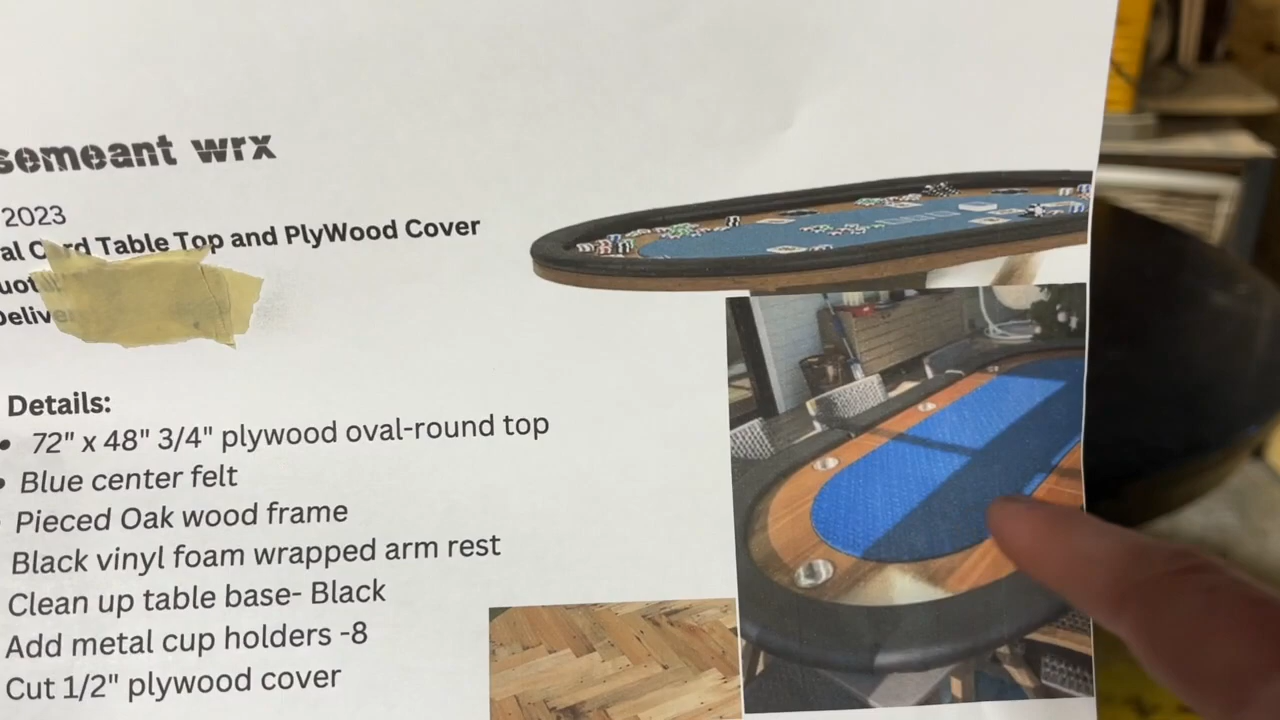 semeant wrx
2023
al Card Table Top and PlyWood Cover
Details:
• 72" x 48" 3/4" plywood oval-round top
• Blue center felt
Pieced Oak wood frame
Black vinyl foam wrapped arm rest
Clean up table base- Black
Add metal cup holders -8
Cut 1/2" plywood cover